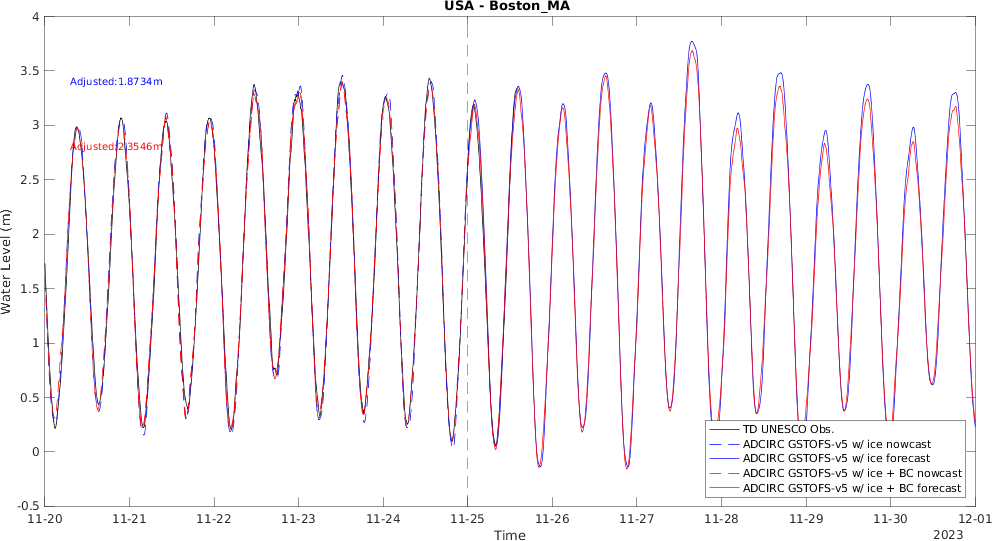 USA - Boston_MA
4
3.5
3
2.5
2
1.5
1
0.5
0
-0.5
Water Level (m)
Adjusted:1.8734m
Adjusted:2.3546m
TD UNESCO Obs.
ADCIRC GSTOFS-v5 w/ ice nowcast
ADCIRC GSTOFS-v5 w/ ice forecast
ADCIRC GSTOFS-v5 w/ ice + BC nowcast
ADCIRC GSTOFS-v5 w/ ice + BC forecast
11-20 11-21 11-22 11-23 11-24 11-25 11-26 11-27 11-28 11-29 11-30 12-01
Time
2023